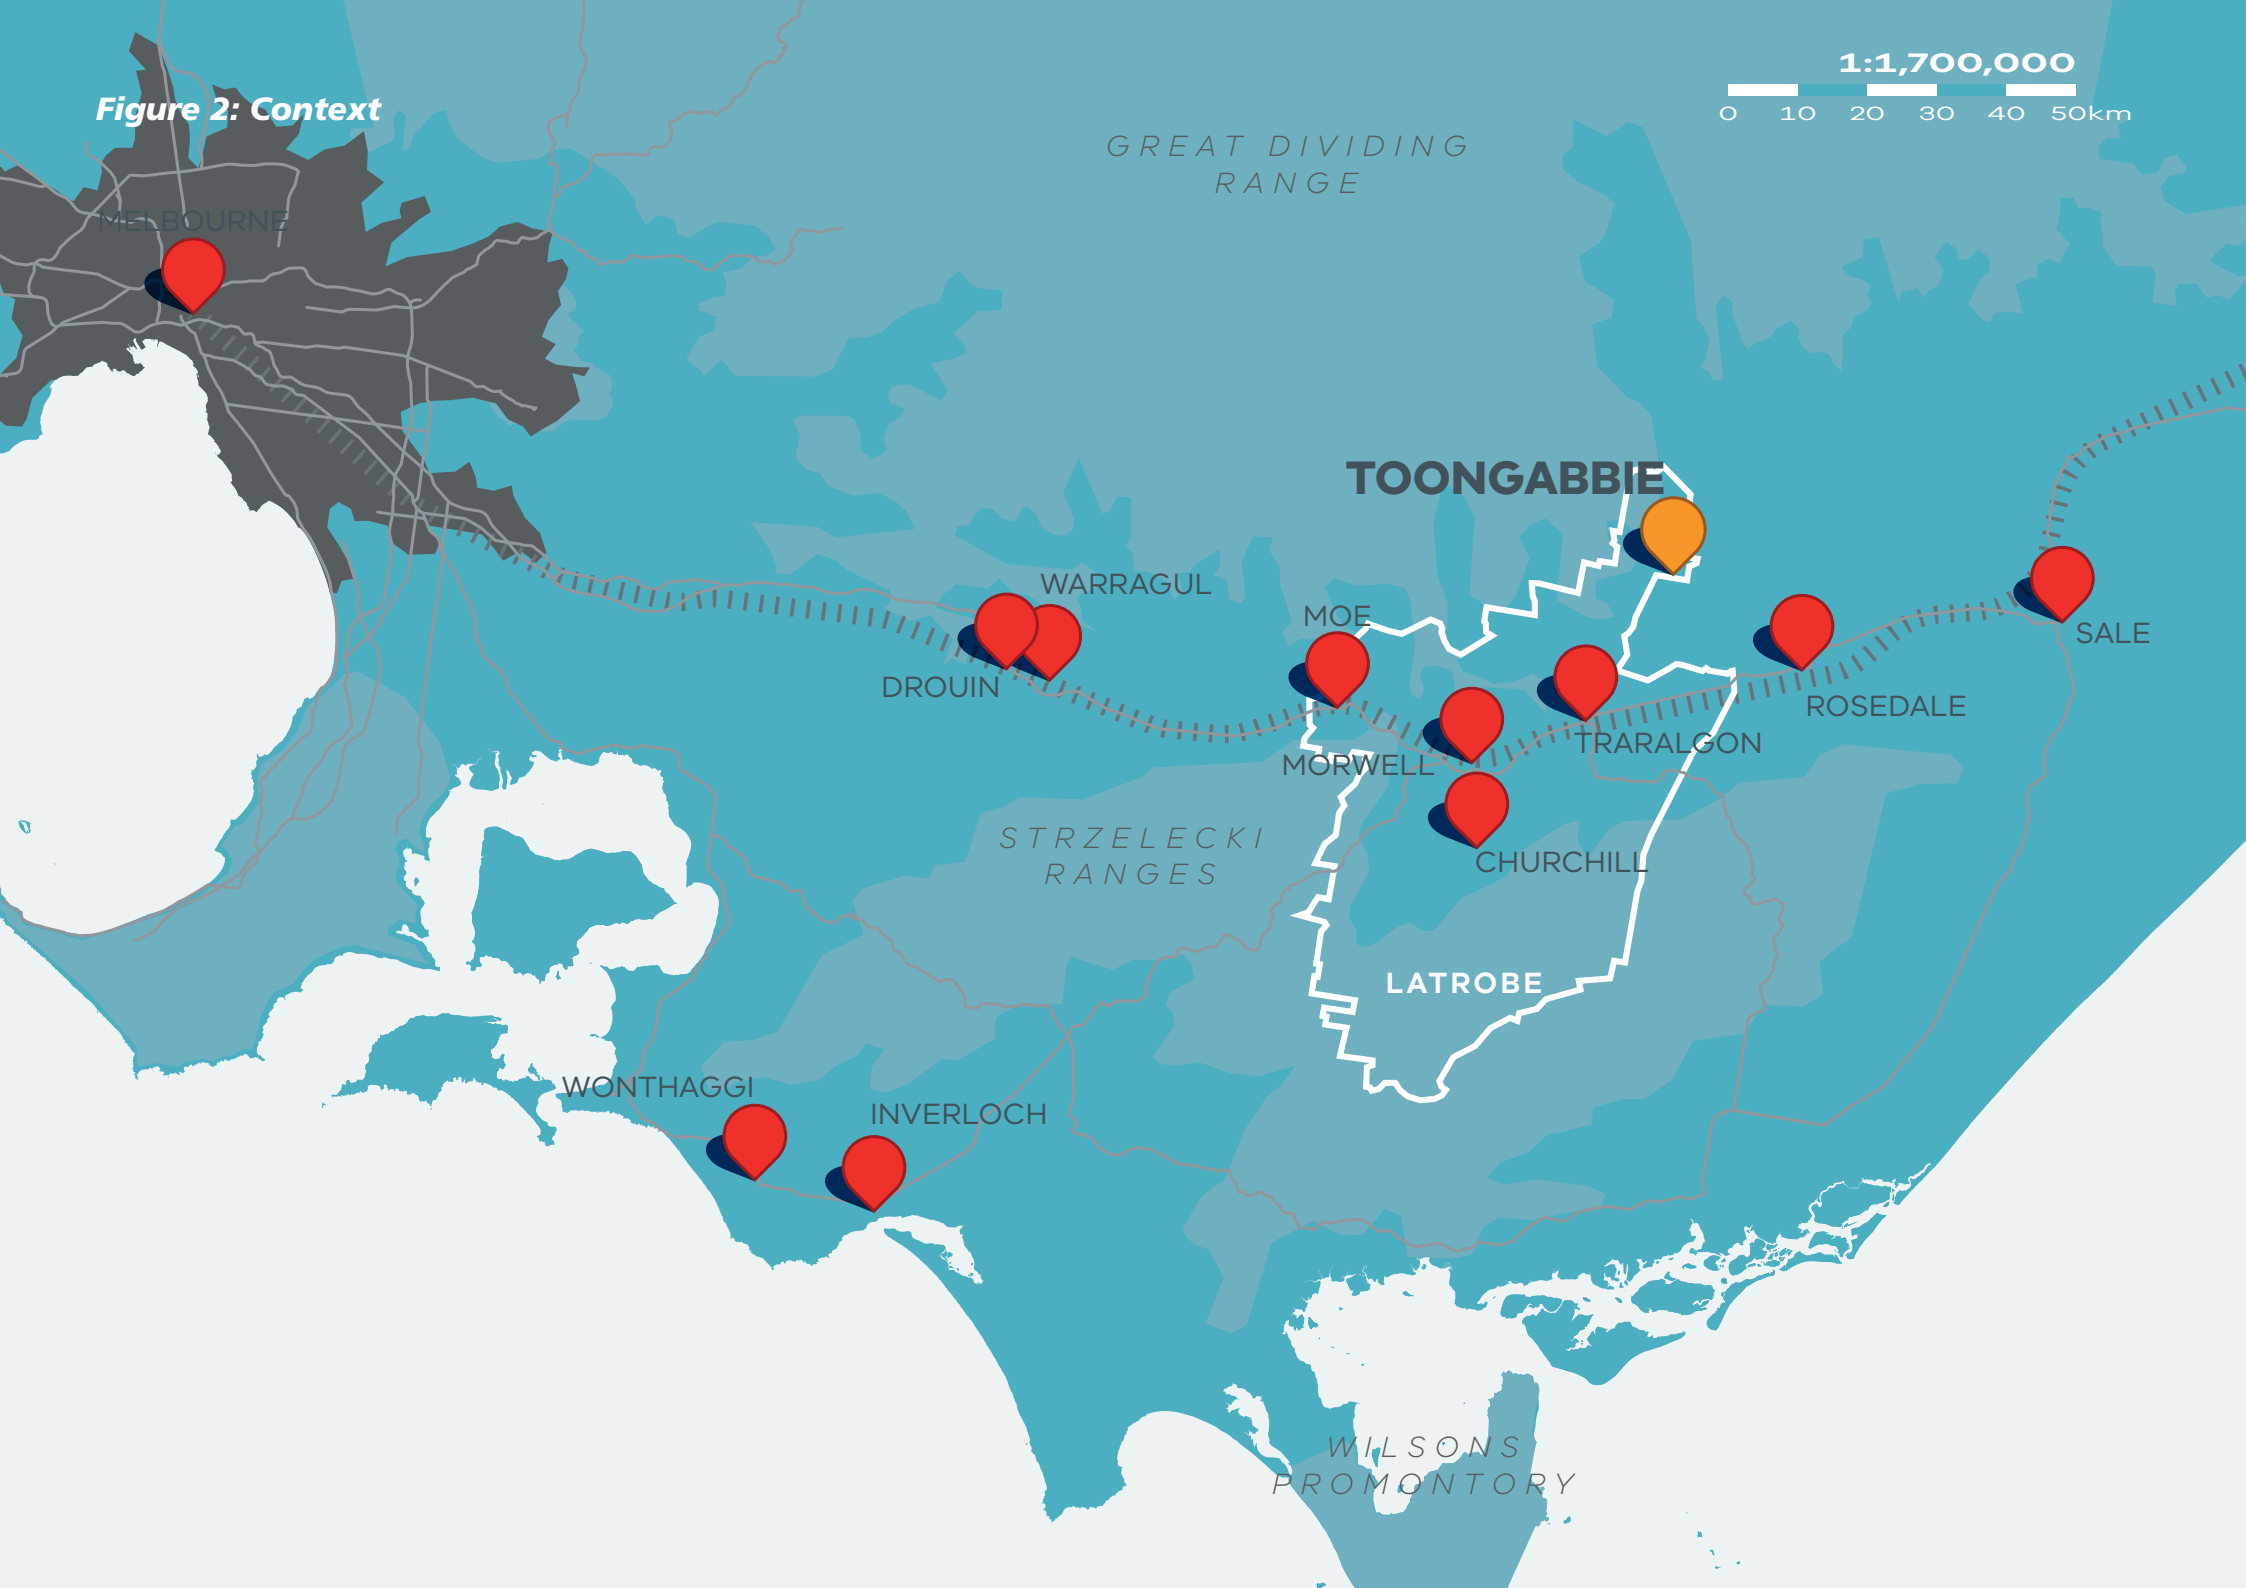 1:1,700,000
0 10 20 30 40 50km
Figure 2: Context
GREAT DIVIDING
RANGE
MELBOURNE
TOONGABBIE
WARRAGUL
MOE
SALE
DROUIN
ROSEDALE
TRARALGON
MORWELL
STRZELECKI
RANGES
CHURCHILL
LATROBE
WONTHAGGI
INVERLOCH
WILSONS
PROMONTORY